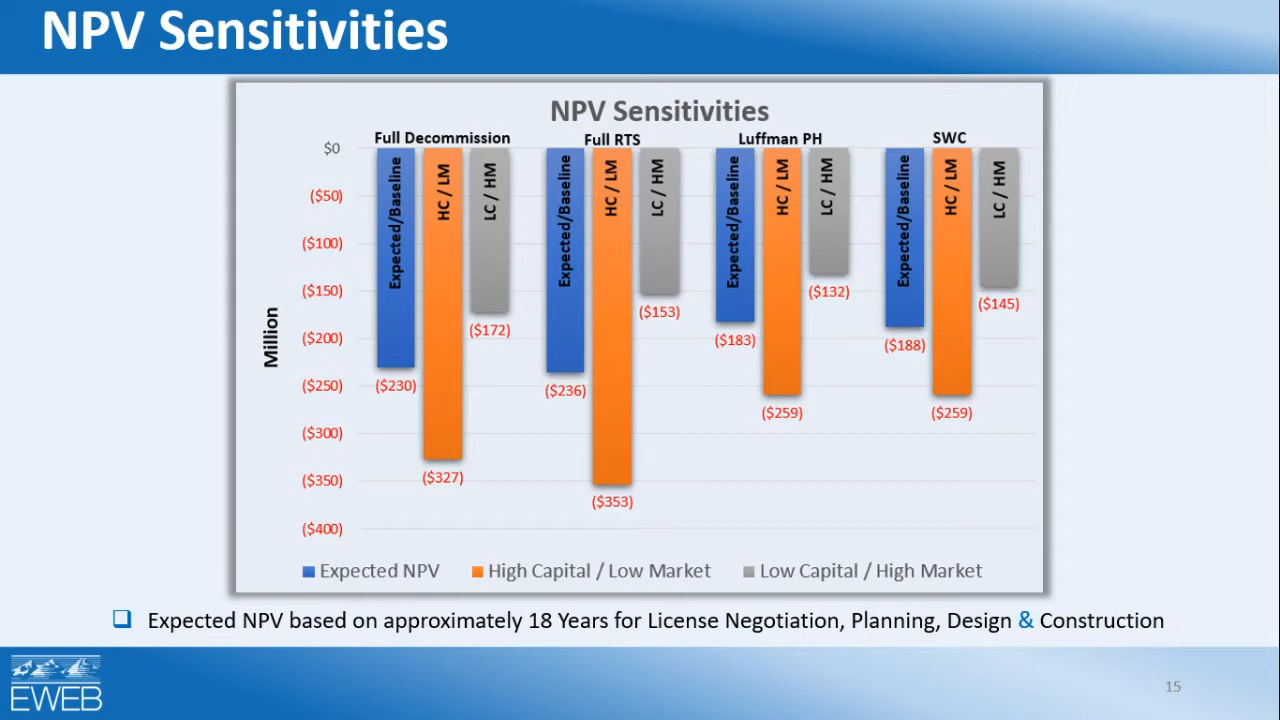 NPV Sensitivities
NPV Sensitivities
Full Decommission Full RTS Luffman PH SWC
$0
($50)
($100)
($150)
($200)
($250)
($300)
($350)
($400)
Million
Expected/Baseline
HC / LM
LC / HM
($230)
($327)
($172)
Expected/Baseline
HC / LM
LC / HM
($236)
($353)
($153)
Expected/Baseline
HC / LM
LC / HM
($183)
($259)
($132)
Expected/Baseline
HC / LM
LC / HM
($188)
($259)
($145)
Expected NPV High Capital / Low Market Low Capital / High Market
Expected NPV based on approximately 18 Years for License Negotiation, Planning, Design & Construction
EWEB
15